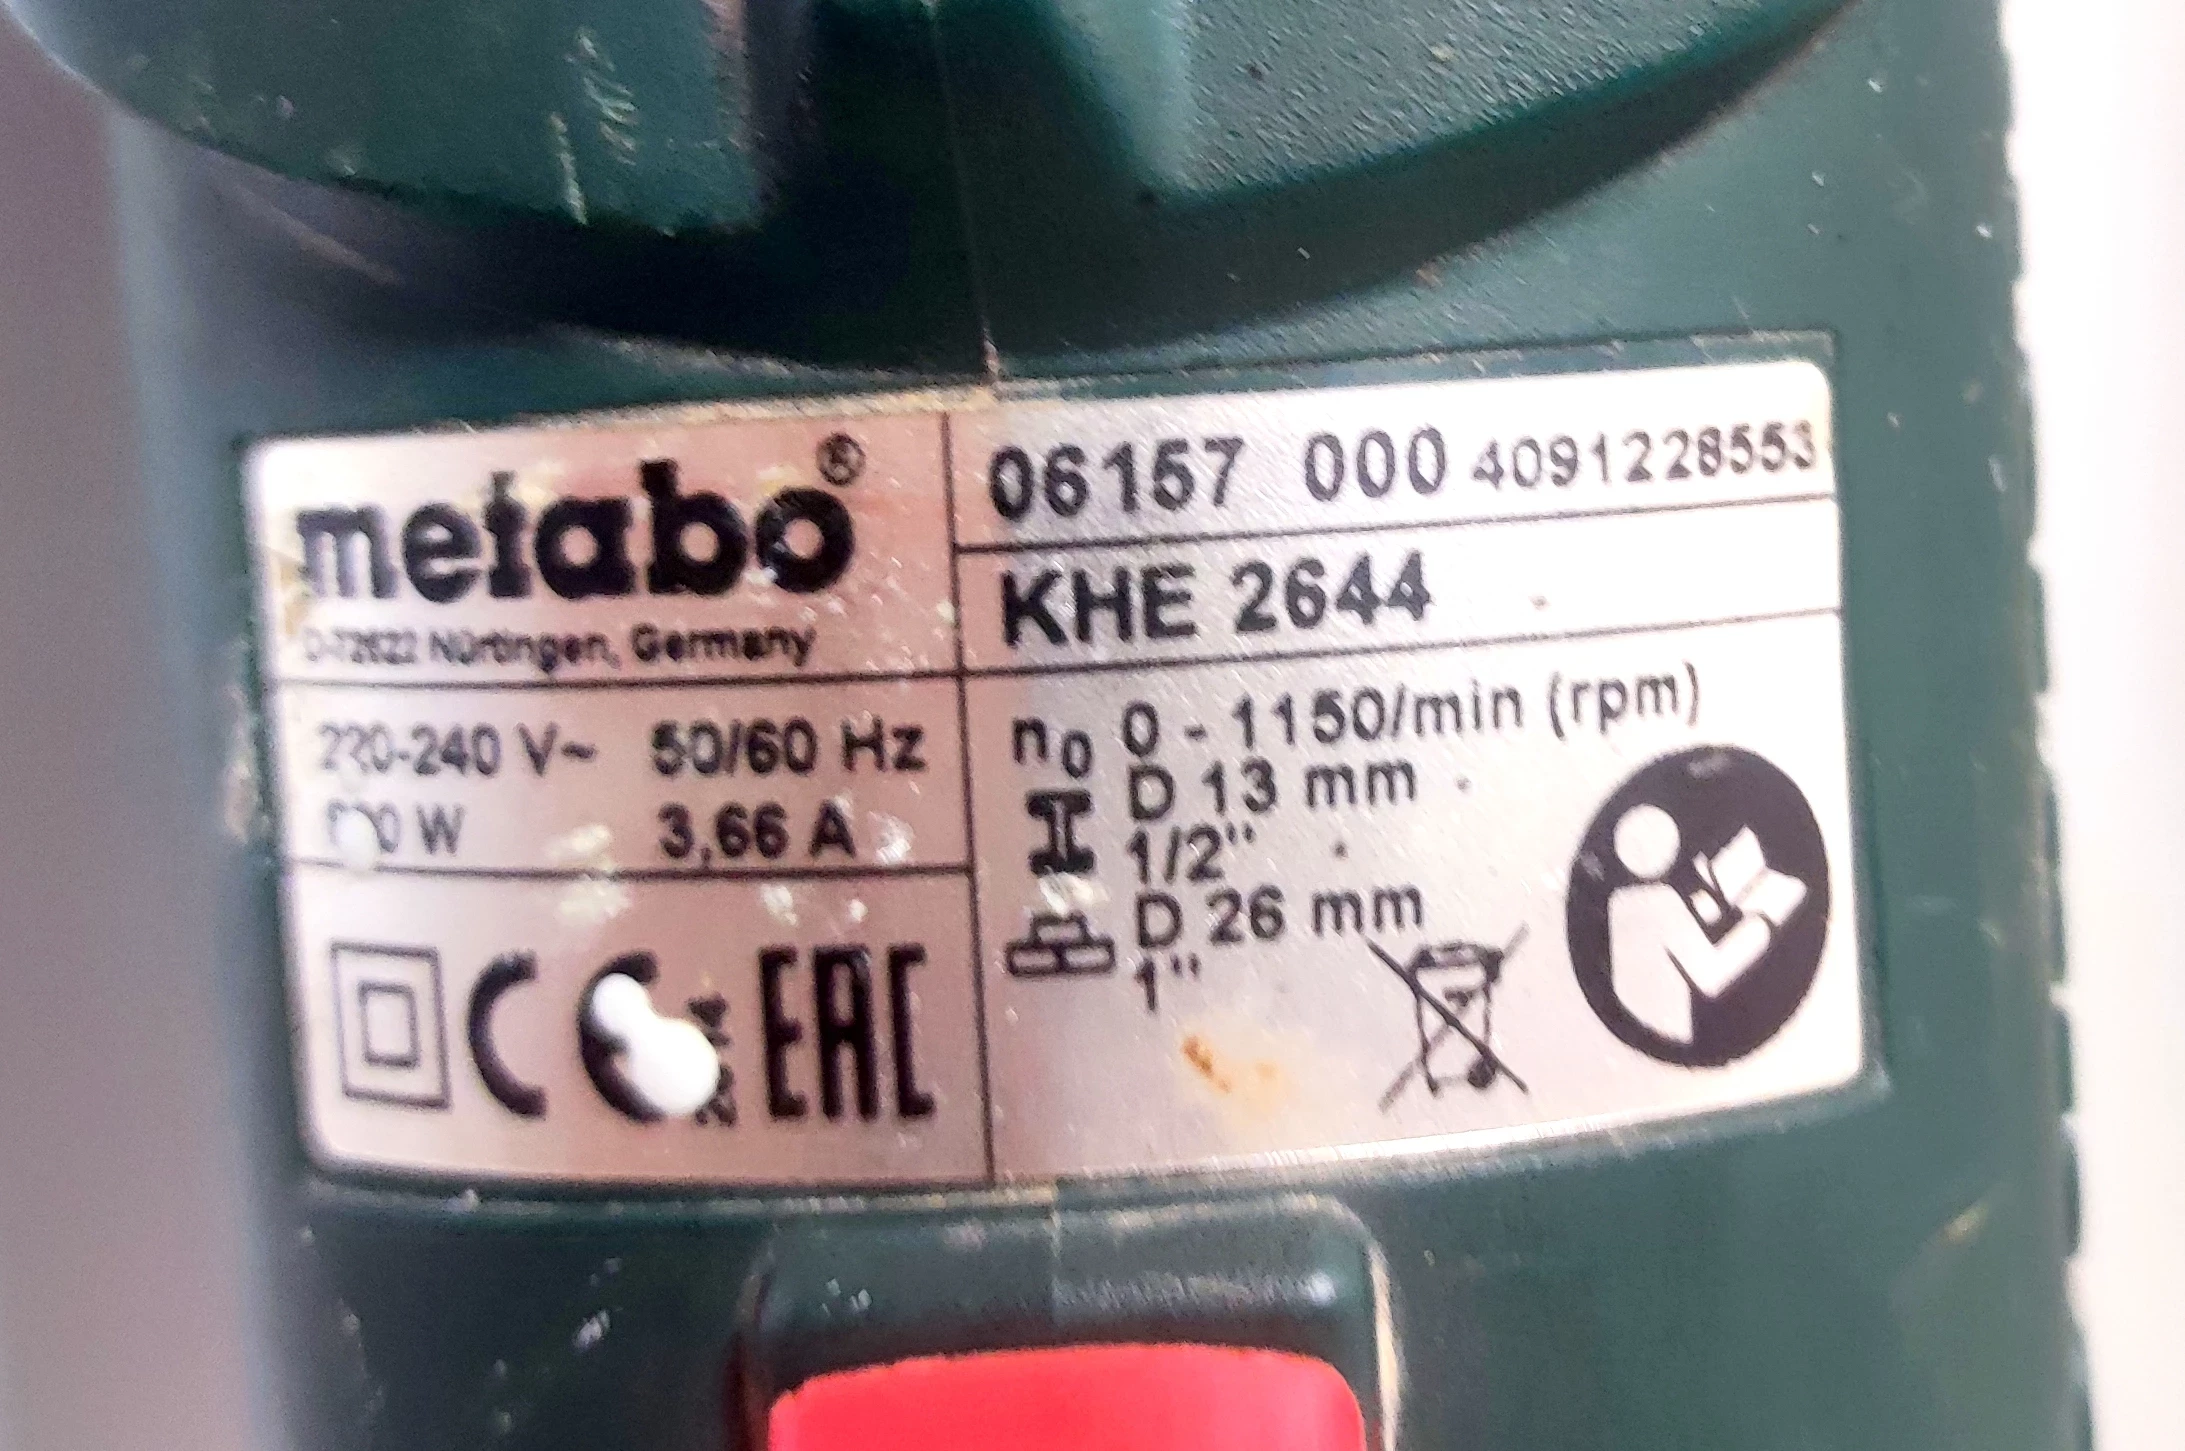 metabo®
D-72622 Nürtingen, Germany
220-240 V~ 50/60 Hz
3,66 A
CE EAC
06157 000 4091228553
KHE 2644
n0 0 - 1150/min (rpm)
D 13 mm
1/2"
D 26 mm
1"